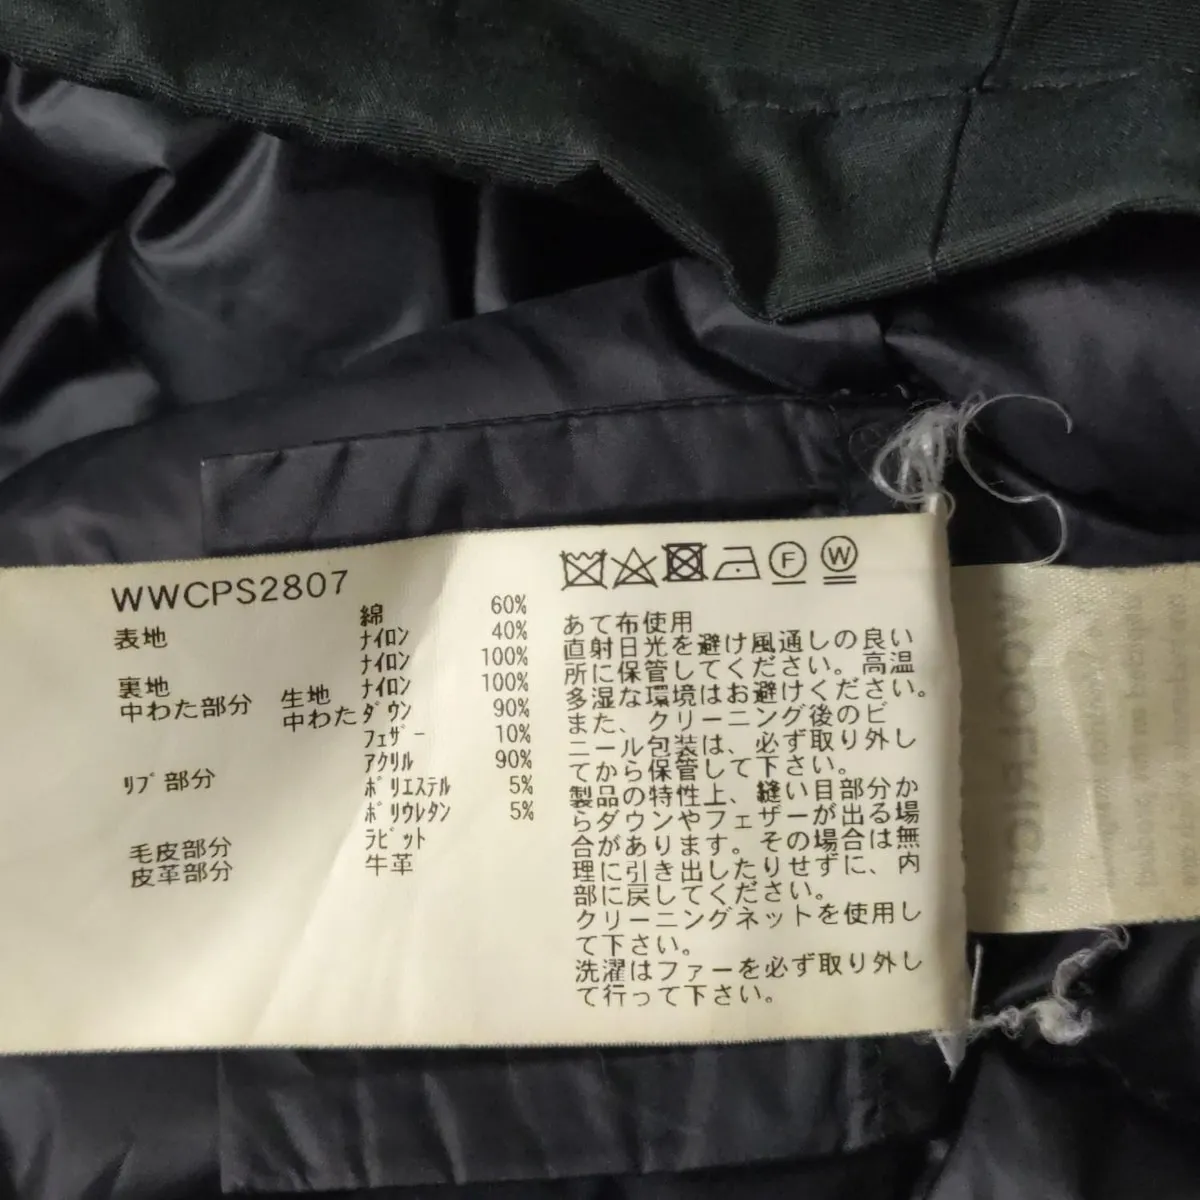 WWCPS2807
表地 綿 60%
ナイロン 40%
ナイロン 100%
裏地 ナイロン 100%
中わた部分 生地
中わた ダウン 90%
フェザー 10%
リブ部分 アクリル 90%
ポリエステル 5%
ポリウレタン 5%
毛皮部分 ラビット
皮革部分 牛革
F W
あて布使用
直射日光を避け風通しの良い
所に保管してください。高温
多湿な環境はお避けください。
また、クリーニング後のビ
ニール包装は、必ず取り外し
てから保管して下さい。
製品の特性上、縫い目部分か
らダウンやフェザーが出る場
合があります。その場合は無
理に引き出したりせずに、内
部に戻してください。
クリーニングネットを使用し
て下さい。
洗濯はファーを必ず取り外し
て行って下さい。